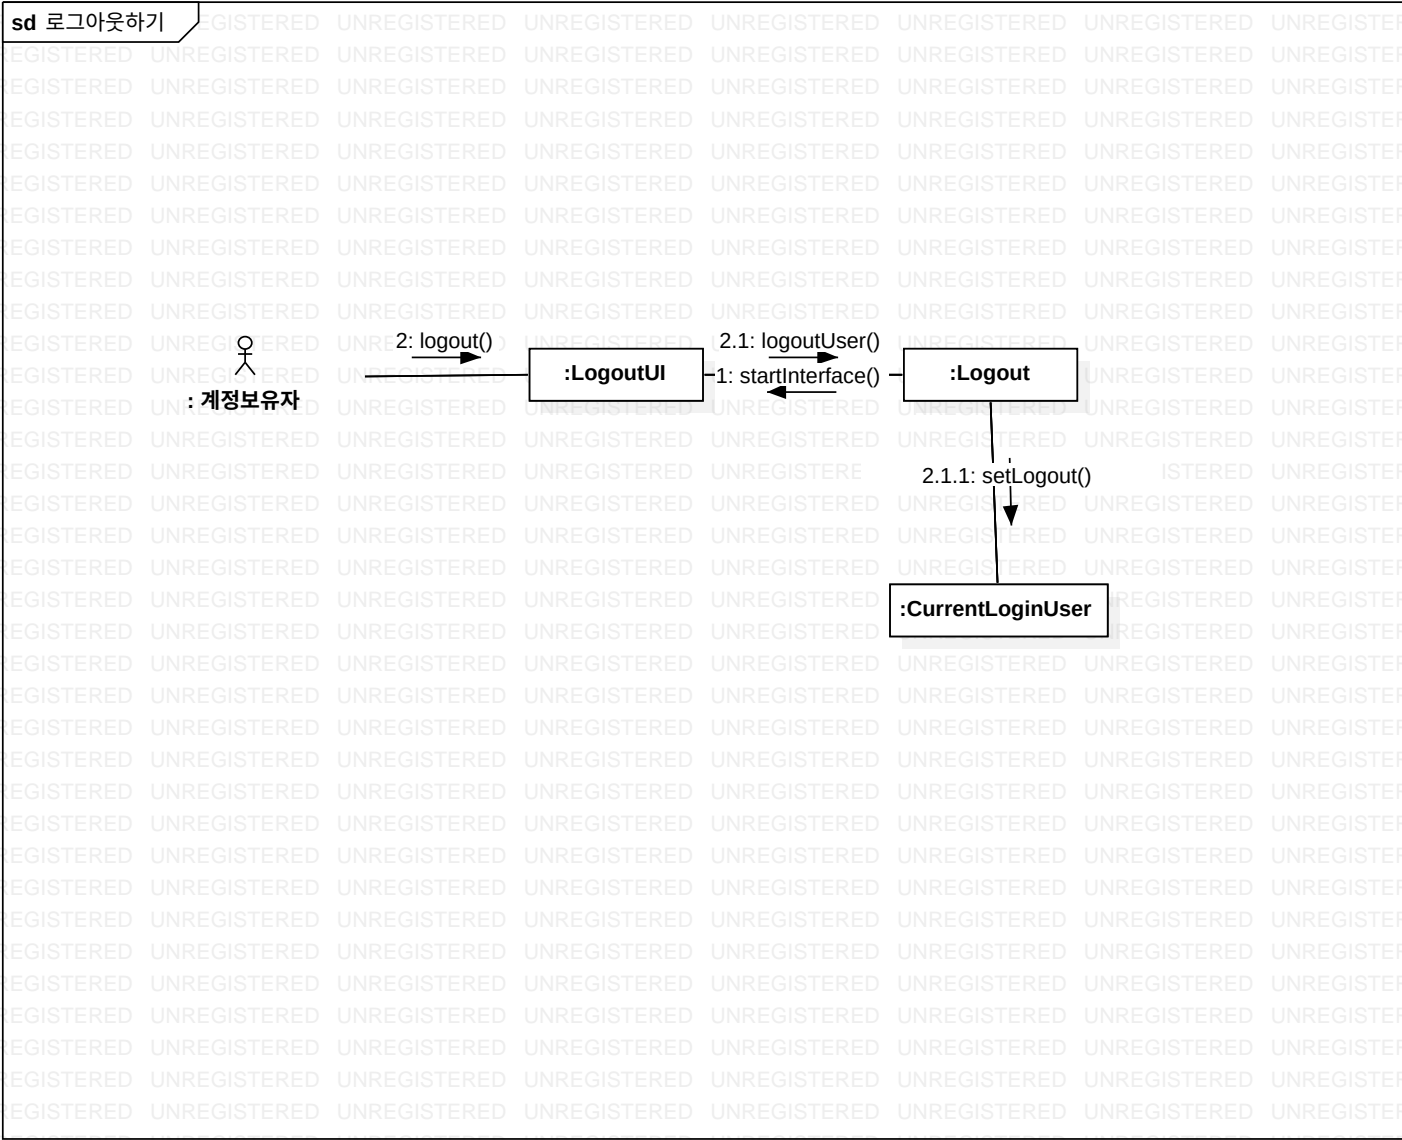 sd 로그아웃하기
2: logout()
2.1: logoutUser()
:LogoutUI
1: startInterface()
:Logout
: 계정보유자
2.1.1: setLogout()
:CurrentLoginUser
UNREGISTERED